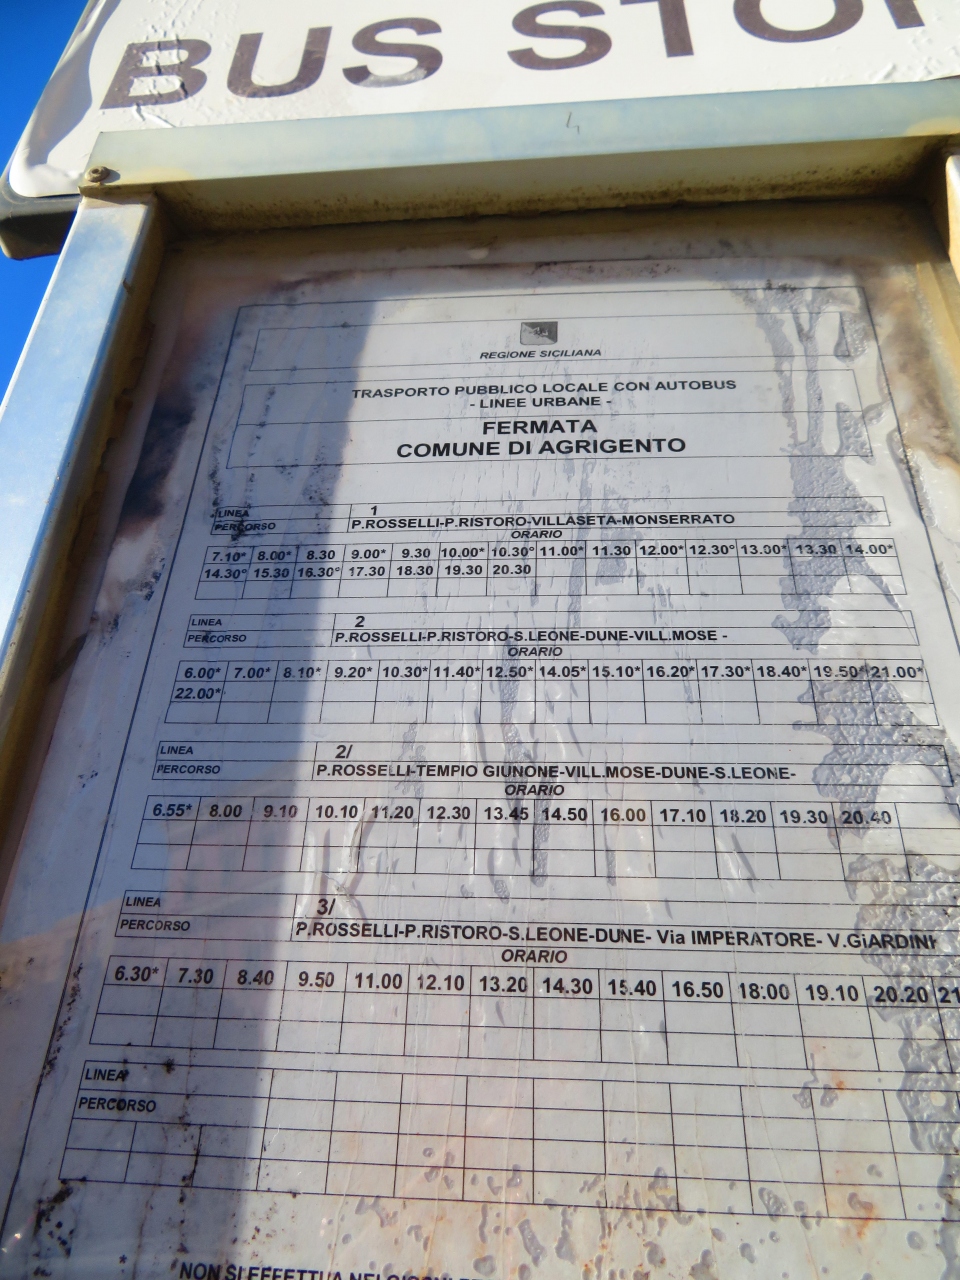 BUS STOP
REGIONE SICILIANA
TRASPORTO PUBBLICO LOCALE CON AUTOBUS
- LINEE URBANE -
FERMATA
COMUNE DI AGRIGENTO
LINEA 1
PERCORSO P.ROSSELLI-P.RISTORO-VILLASETA-MONSERRATO
ORARIO
7.10* 8.00* 8.30 9.00* 9.30 10.00* 10.30° 11.00* 11.30 12.00* 12.30° 13.00* 13.30 14.00*
14.30° 15.30 16.30° 17.30 18.30 19.30 20.30
LINEA 2
PERCORSO P.ROSSELLI-P.RISTORO-S.LEONE-DUNE-VILL.MOSE -
ORARIO
6.00* 7.00* 8.10* 9.20* 10.30* 11.40* 12.50* 14.05* 15.10* 16.20* 17.30* 18.40* 19.50* 21.00*
22.00*
LINEA 2/
PERCORSO P.ROSSELLI-TEMPIO GIUNONE-VILL.MOSE-DUNE-S.LEONE-
ORARIO
6.55* 8.00 9.10 10.10 11.20 12.30 13.45 14.50 16.00 17.10 18.20 19.30 20.40
LINEA 3/
PERCORSO P.ROSSELLI-P.RISTORO-S.LEONE-DUNE- Via IMPERATORE- V.GiARDINI
ORARIO
6.30* 7.30 8.40 9.50 11.00 12.10 13.20 14.30 15.40 16.50 18.00 19.10 20.20 21
LINEA
PERCORSO
* NON SI EFFETTUA NEI GIORNI